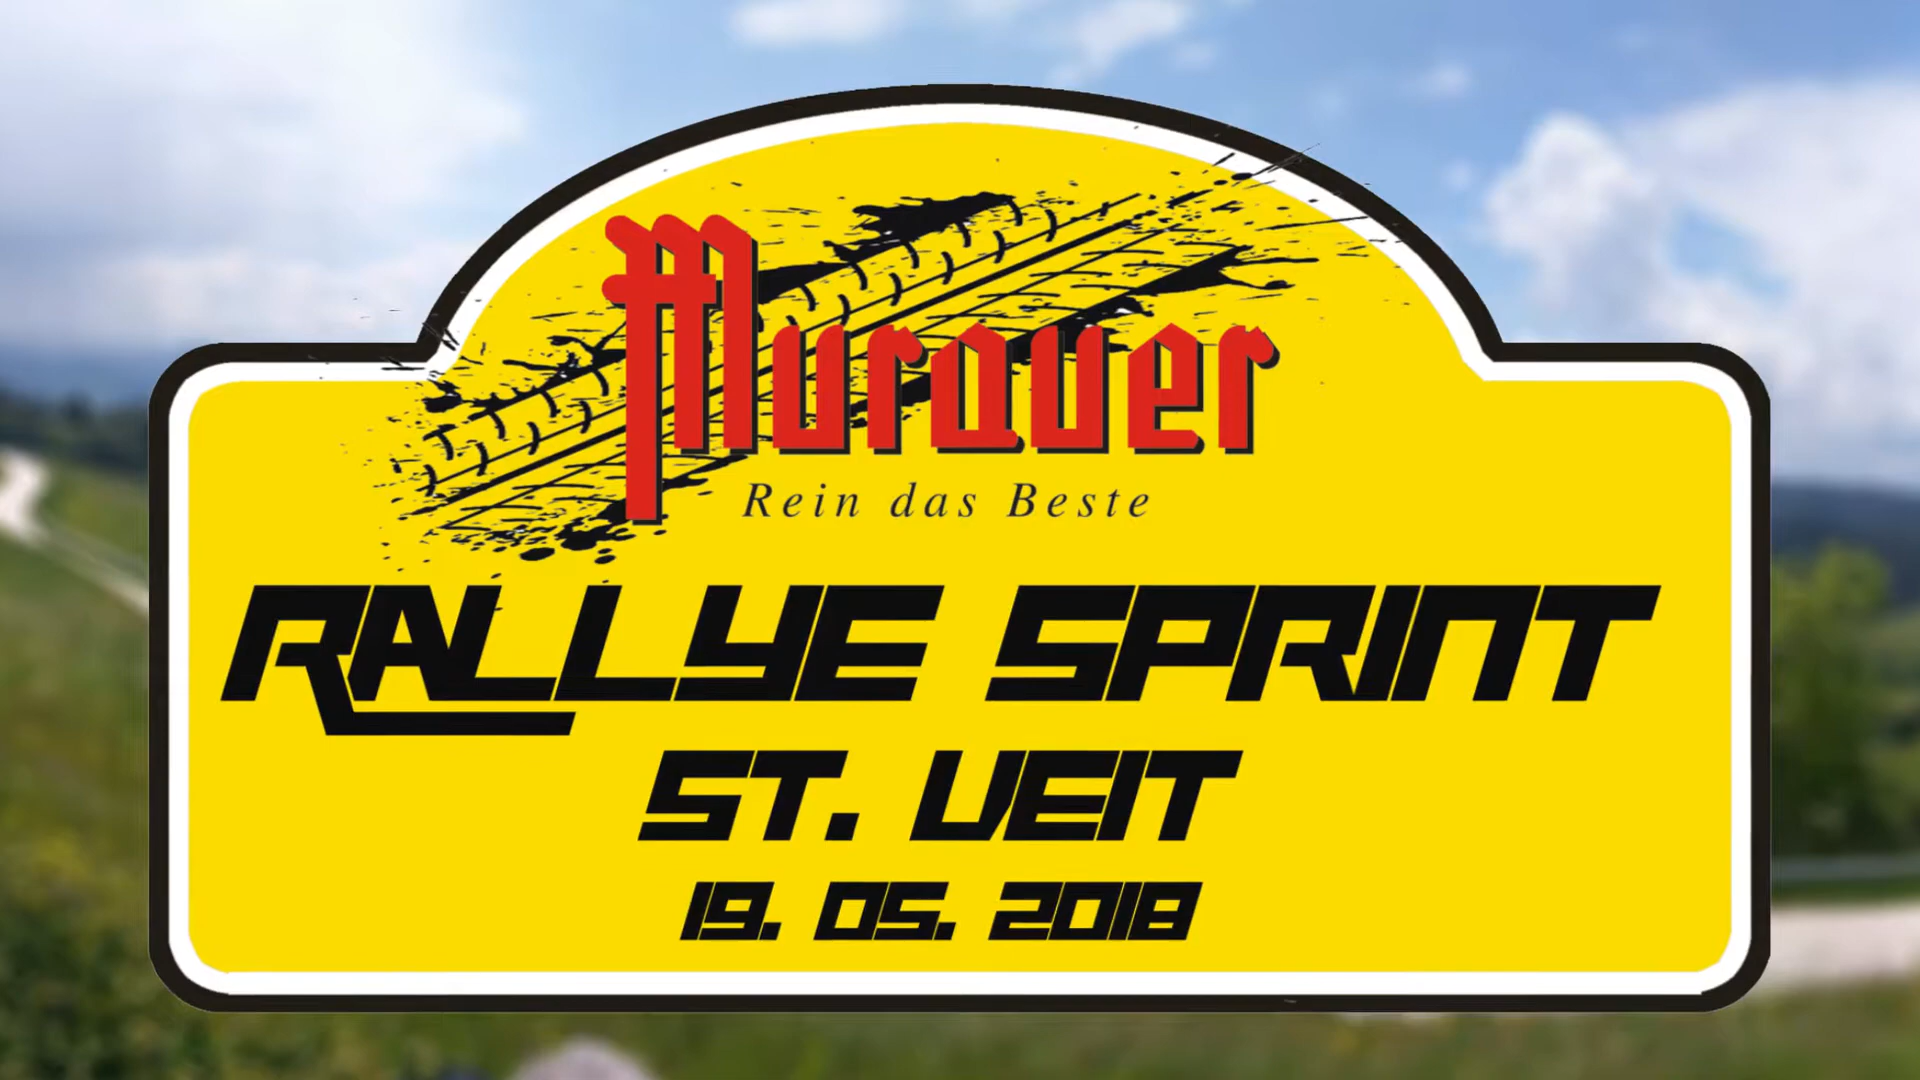 Murauer
Rein das Beste
RALLYE SPRINT
ST. VEIT
19. 05. 2018